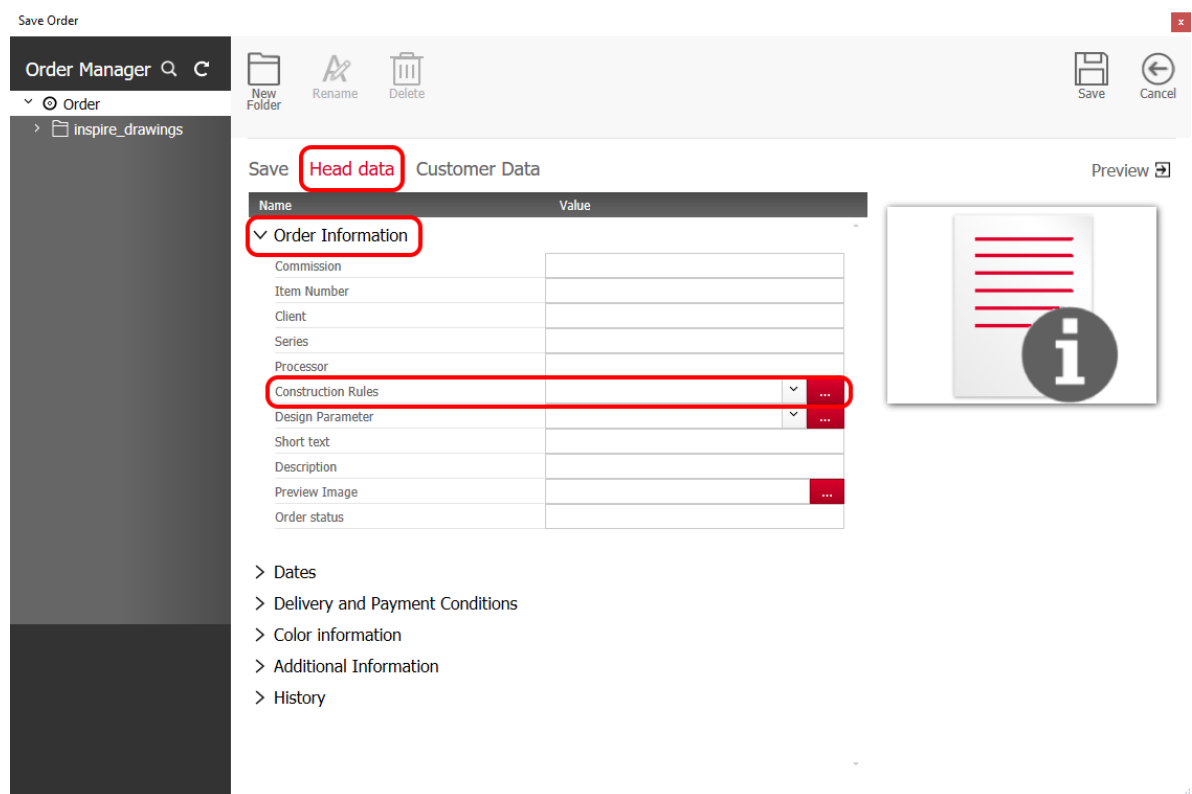 Save Order
x
Order Manager
Order
inspire_drawings
New Folder
Rename
Delete
Save
Cancel
Save Head data Customer Data
Preview
Name Value
Order Information
Commission
Item Number
Client
Series
Processor
Construction Rules ...
Design Parameter ...
Short text
Description
Preview Image ...
Order status
Dates
Delivery and Payment Conditions
Color information
Additional Information
History